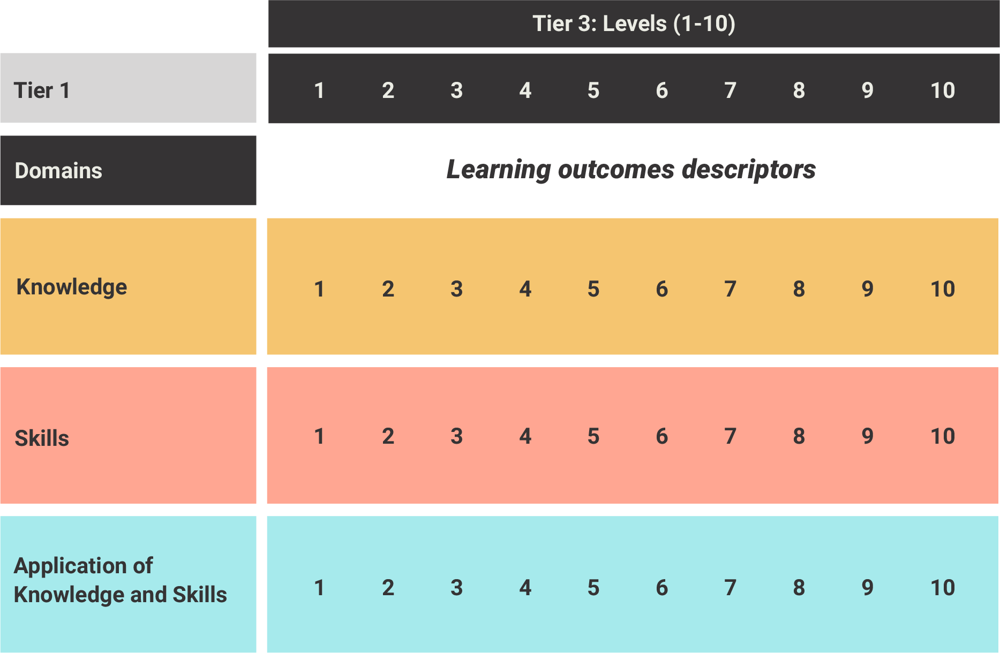 Tier 3: Levels (1-10)
Tier 1 1 2 3 4 5 6 7 8 9 10
Domains Learning outcomes descriptors
Knowledge 1 2 3 4 5 6 7 8 9 10
Skills 1 2 3 4 5 6 7 8 9 10
Application of
Knowledge and Skills 1 2 3 4 5 6 7 8 9 10